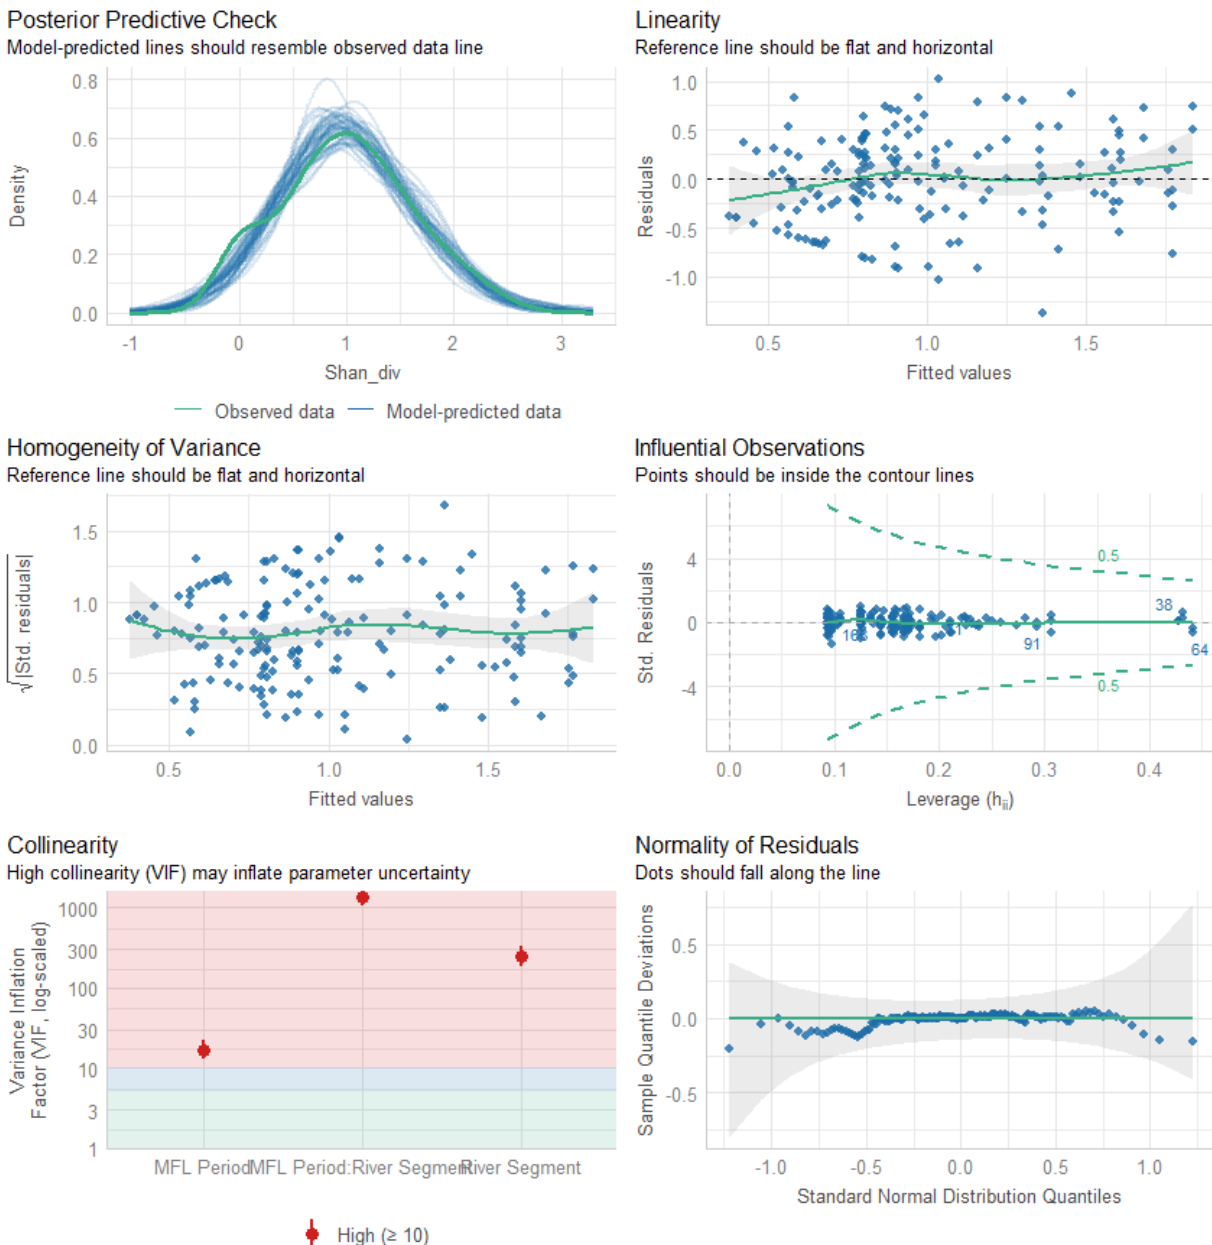 Posterior Predictive Check
Model-predicted lines should resemble observed data line
0.8
0.6
0.4
0.2
0.0
Density
-1 0 1 2 3
Shan_div
Observed data Model-predicted data
Linearity
Reference line should be flat and horizontal
1.0
0.5
0.0
-0.5
-1.0
Residuals
0.5 1.0 1.5
Fitted values
Homogeneity of Variance
Reference line should be flat and horizontal
1.5
1.0
0.5
0.0
√|Std. residuals|
0.5 1.0 1.5
Fitted values
Influential Observations
Points should be inside the contour lines
4
0
-4
Std. Residuals
0.5
38
91
64
0.5
0.0 0.1 0.2 0.3 0.4
Leverage (hii)
Collinearity
High collinearity (VIF) may inflate parameter uncertainty
1000
300
100
30
10
3
1
Variance Inflation
Factor (VIF, log-scaled)
MFL Period MFL Period:River Segment River Segment
High (≥ 10)
Normality of Residuals
Dots should fall along the line
0.5
0.0
-0.5
Sample Quantile Deviations
-1.0 -0.5 0.0 0.5 1.0
Standard Normal Distribution Quantiles